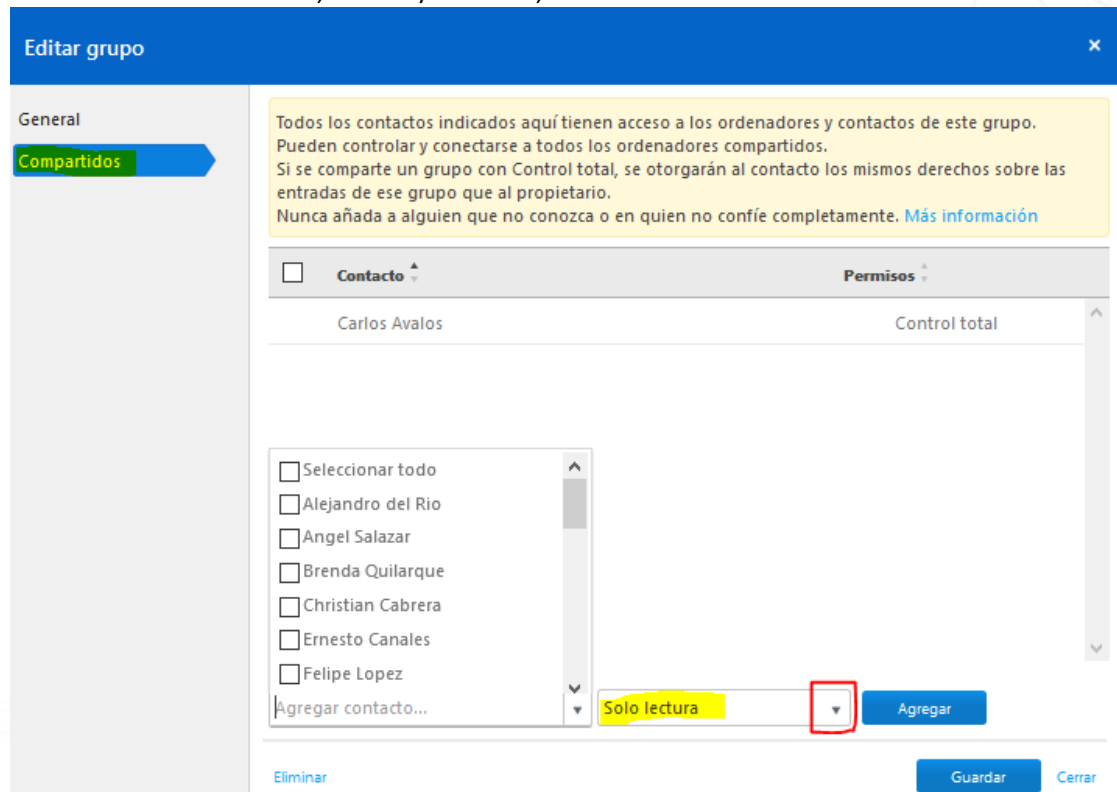 Editar grupo
×
General
Compartidos
Todos los contactos indicados aquí tienen acceso a los ordenadores y contactos de este grupo.
Pueden controlar y conectarse a todos los ordenadores compartidos.
Si se comparte un grupo con Control total, se otorgarán al contacto los mismos derechos sobre las
entradas de ese grupo que al propietario.
Nunca añada a alguien que no conozca o en quien no confíe completamente. Más información
Contacto Permisos
Carlos Avalos Control total
Seleccionar todo
Alejandro del Rio
Angel Salazar
Brenda Quilarque
Christian Cabrera
Ernesto Canales
Felipe Lopez
Agregar contacto... Solo lectura Agregar
Eliminar Guardar Cerrar